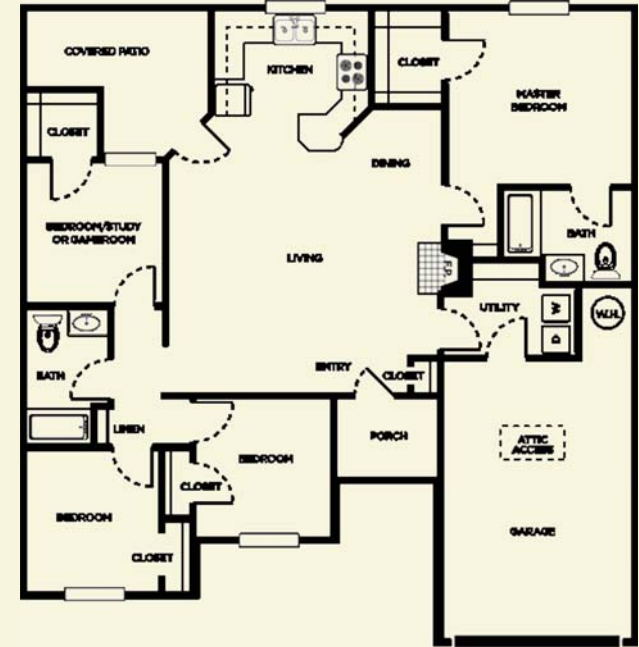 COVERED PATIO
KITCHEN
CLOSET
MASTER
BEDROOM
CLOSET
DINING
BEDROOM/STUDY
OR GAMEROOM
BATH
LIVING
F.P.
UTILITY
W
W.H.
D
BATH
ENTRY
CLOSET
LINEN
PORCH
ATTIC
ACCESS
BEDROOM
CLOSET
BEDROOM
GARAGE
CLOSET